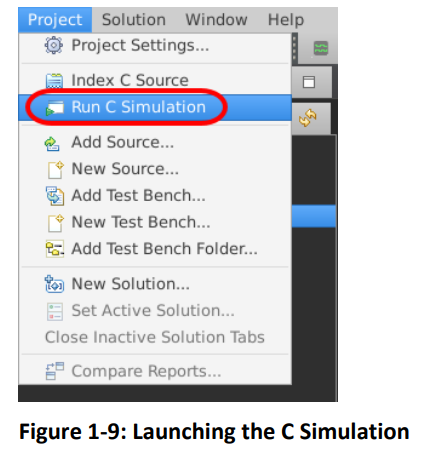 Project Solution Window Help
Project Settings...
Index C Source
Run C Simulation
Add Source...
New Source...
Add Test Bench...
New Test Bench...
Add Test Bench Folder...
New Solution...
Set Active Solution...
Close Inactive Solution Tabs
Compare Reports...
Figure 1-9: Launching the C Simulation